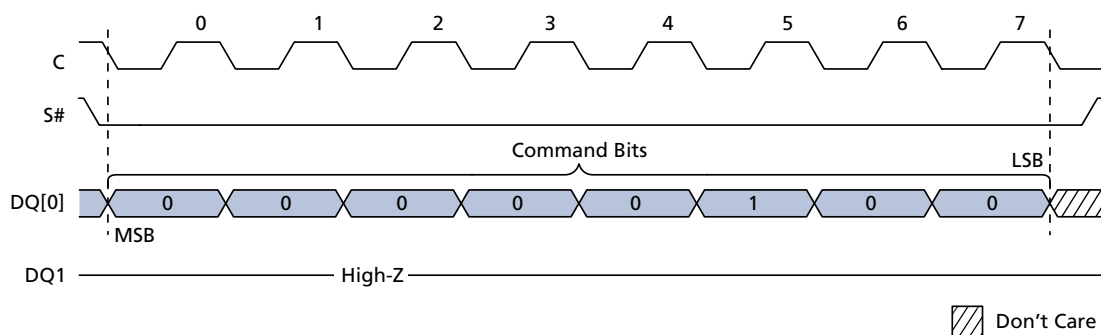 0 1 2 3 4 5 6 7
C
S#
Command Bits
LSB
DQ[0] 0 0 0 0 0 1 0 0
MSB
DQ1 High-Z
Don't Care